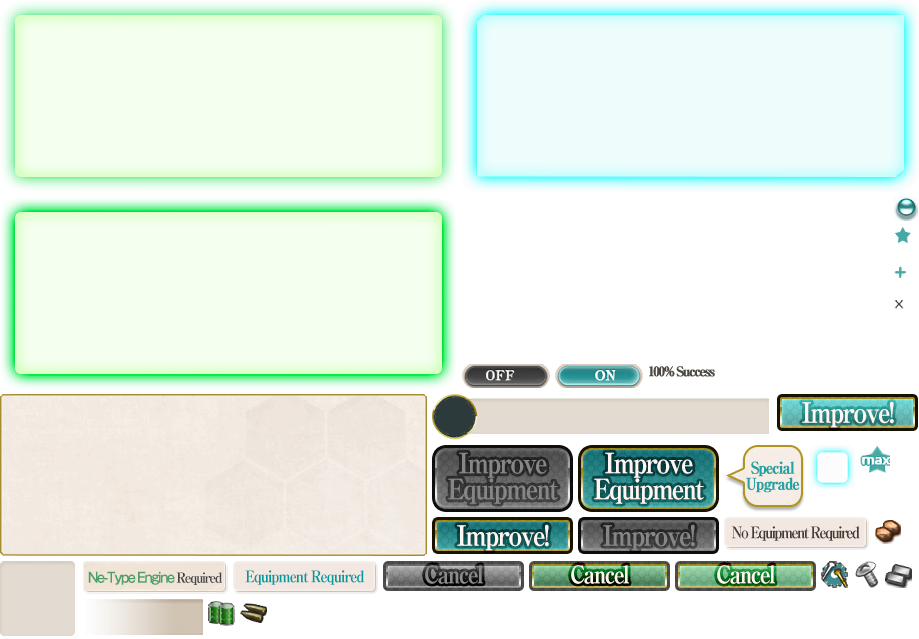 OFF
ON
100% Success
Improve!
Improve
Equipment
Improve
Equipment
Special
Upgrade
max
Improve!
Improve!
No Equipment Required
Ne-Type Engine Required
Equipment Required
Cancel
Cancel
Cancel